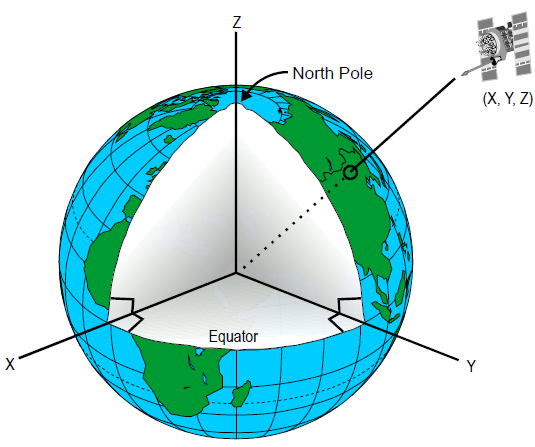 Z
North Pole
(X, Y, Z)
Equator
X
Y